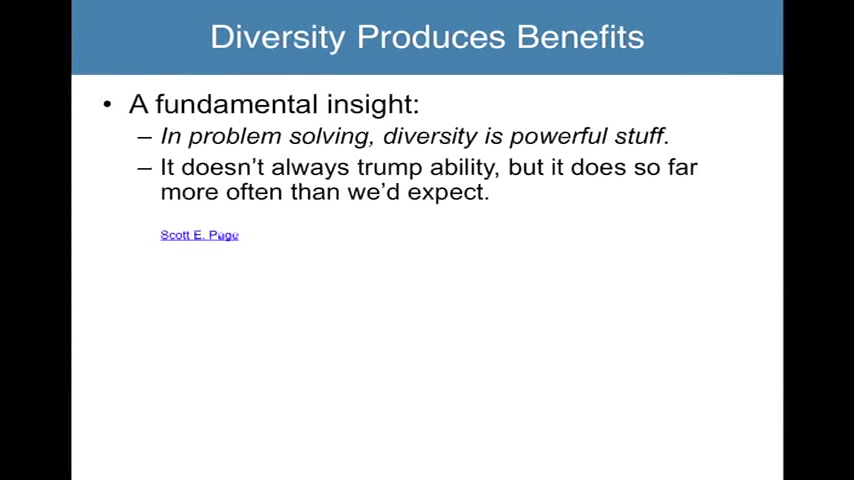 Diversity Produces Benefits
• A fundamental insight:
– In problem solving, diversity is powerful stuff.
– It doesn’t always trump ability, but it does so far
more often than we’d expect.
Scott E. Page